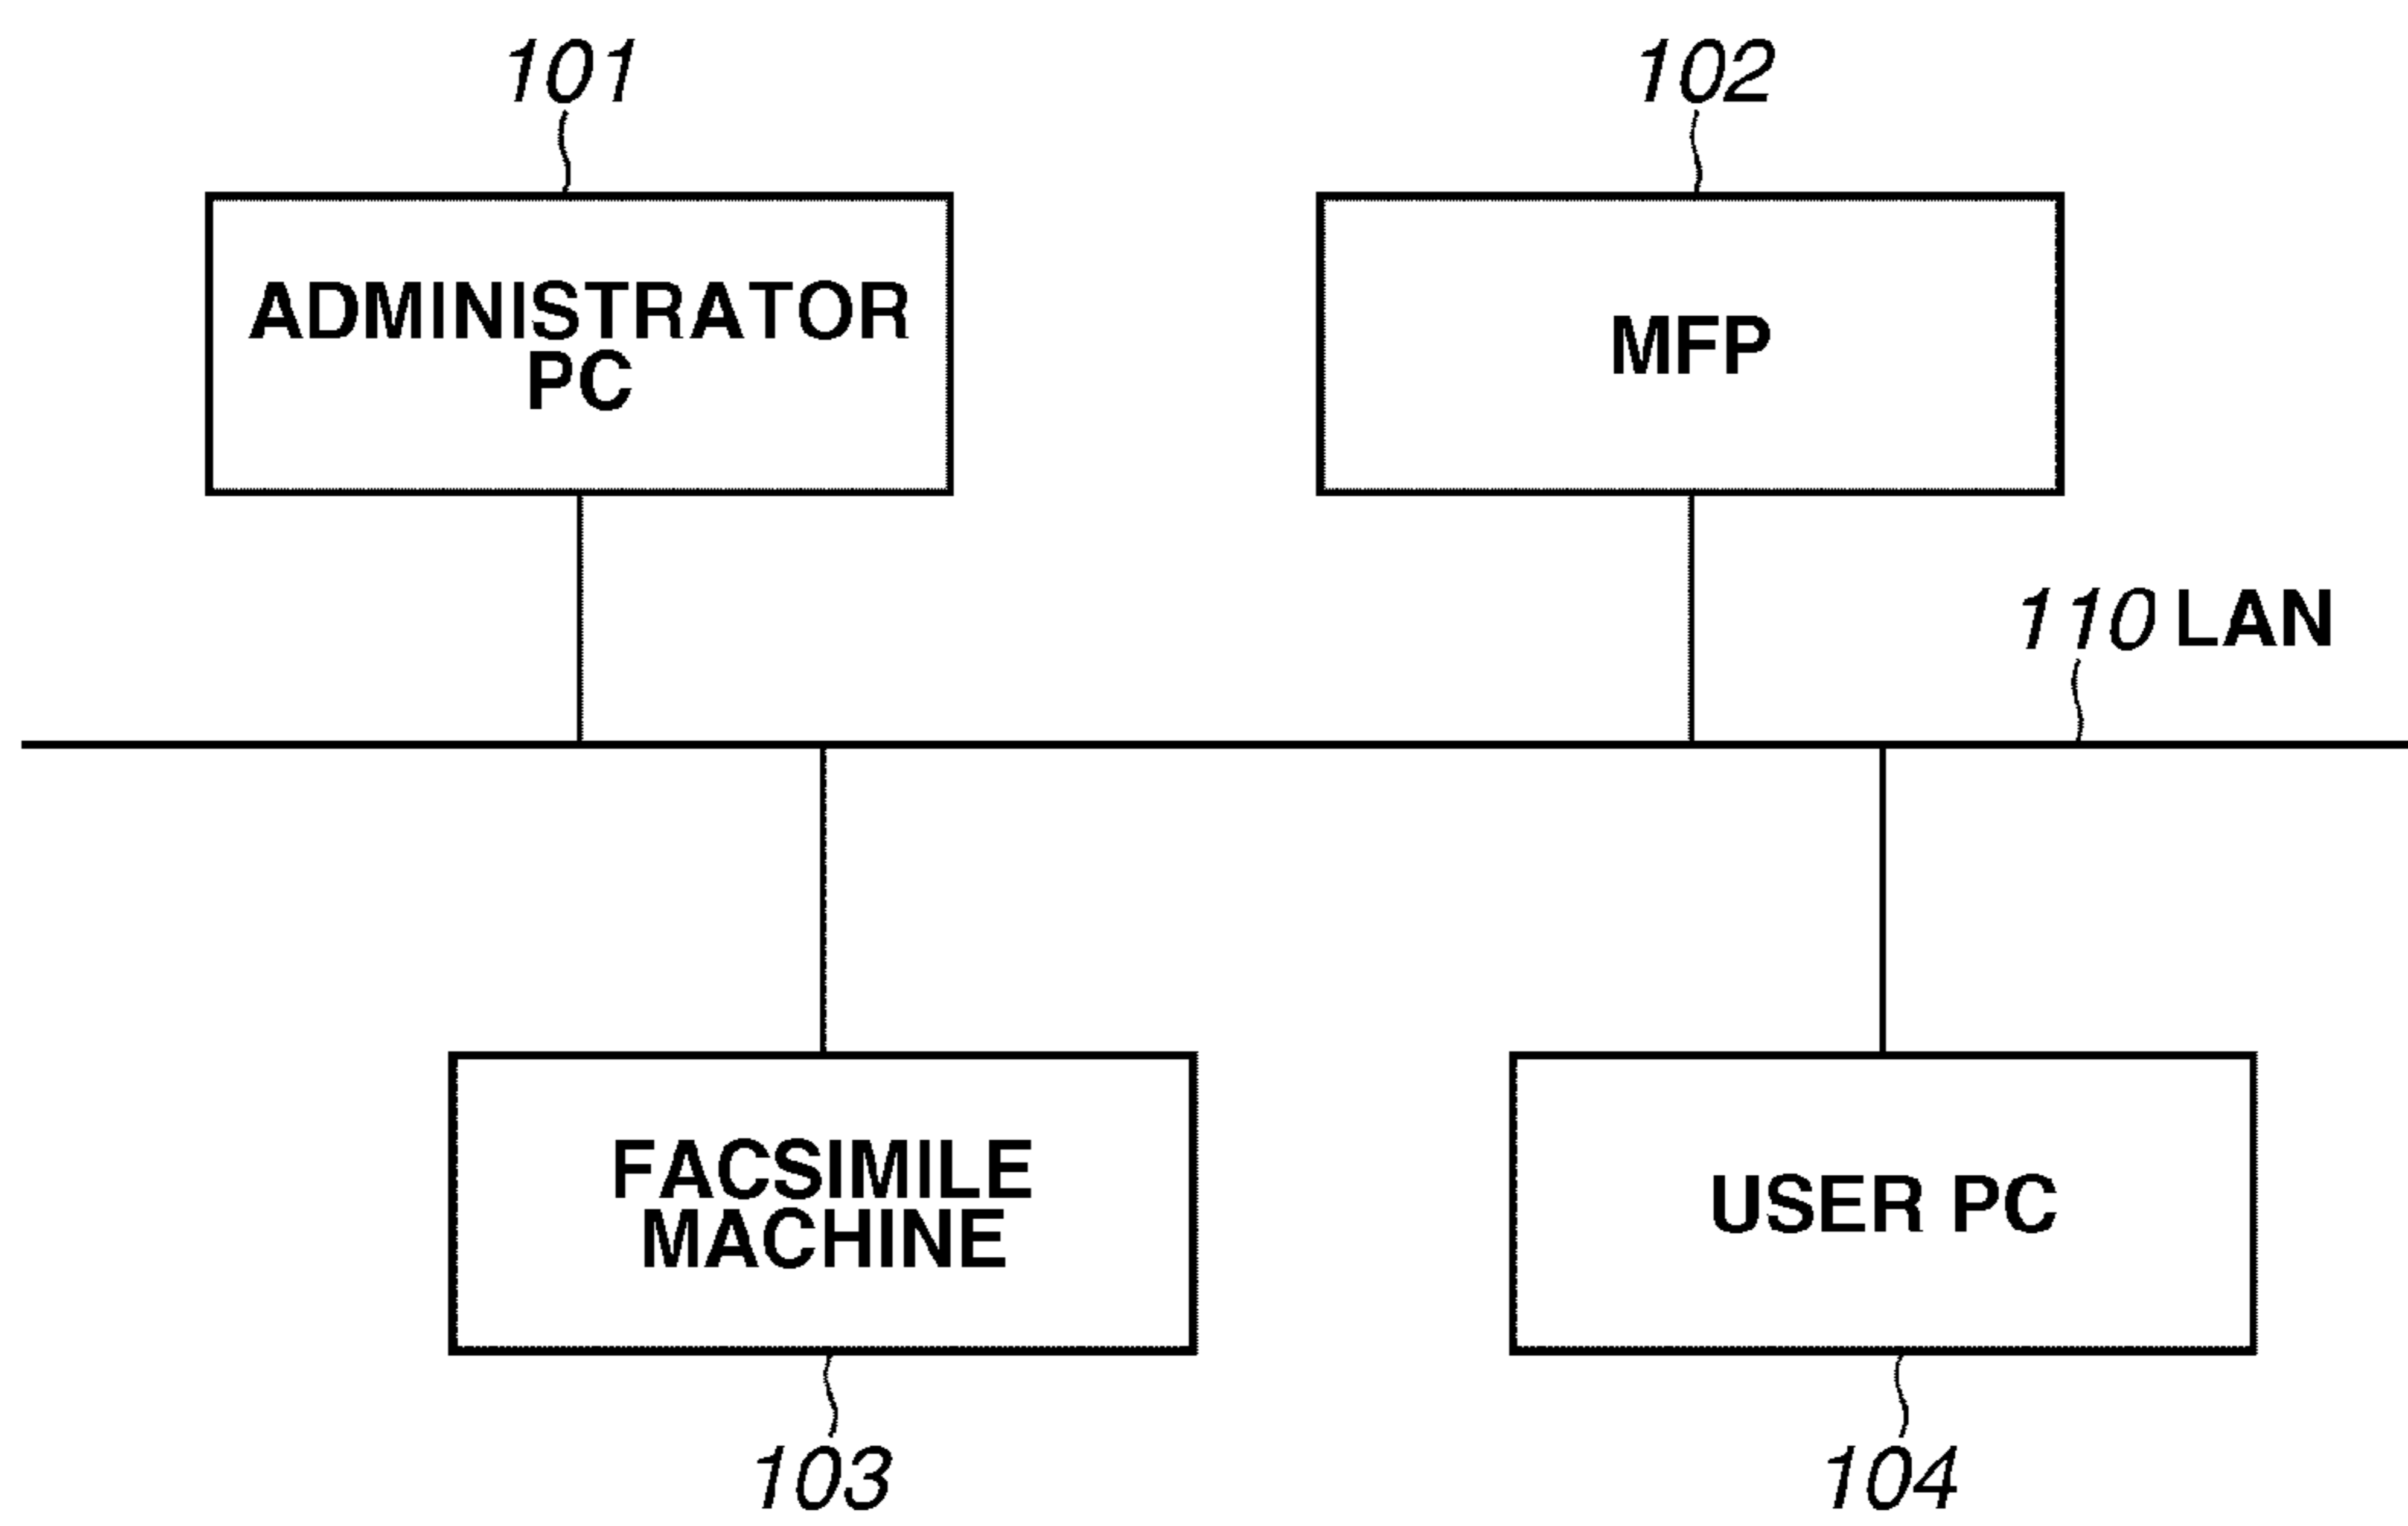 101
102
ADMINISTRATOR
PC
MFP
110 LAN
FACSIMILE
MACHINE
USER PC
103
104